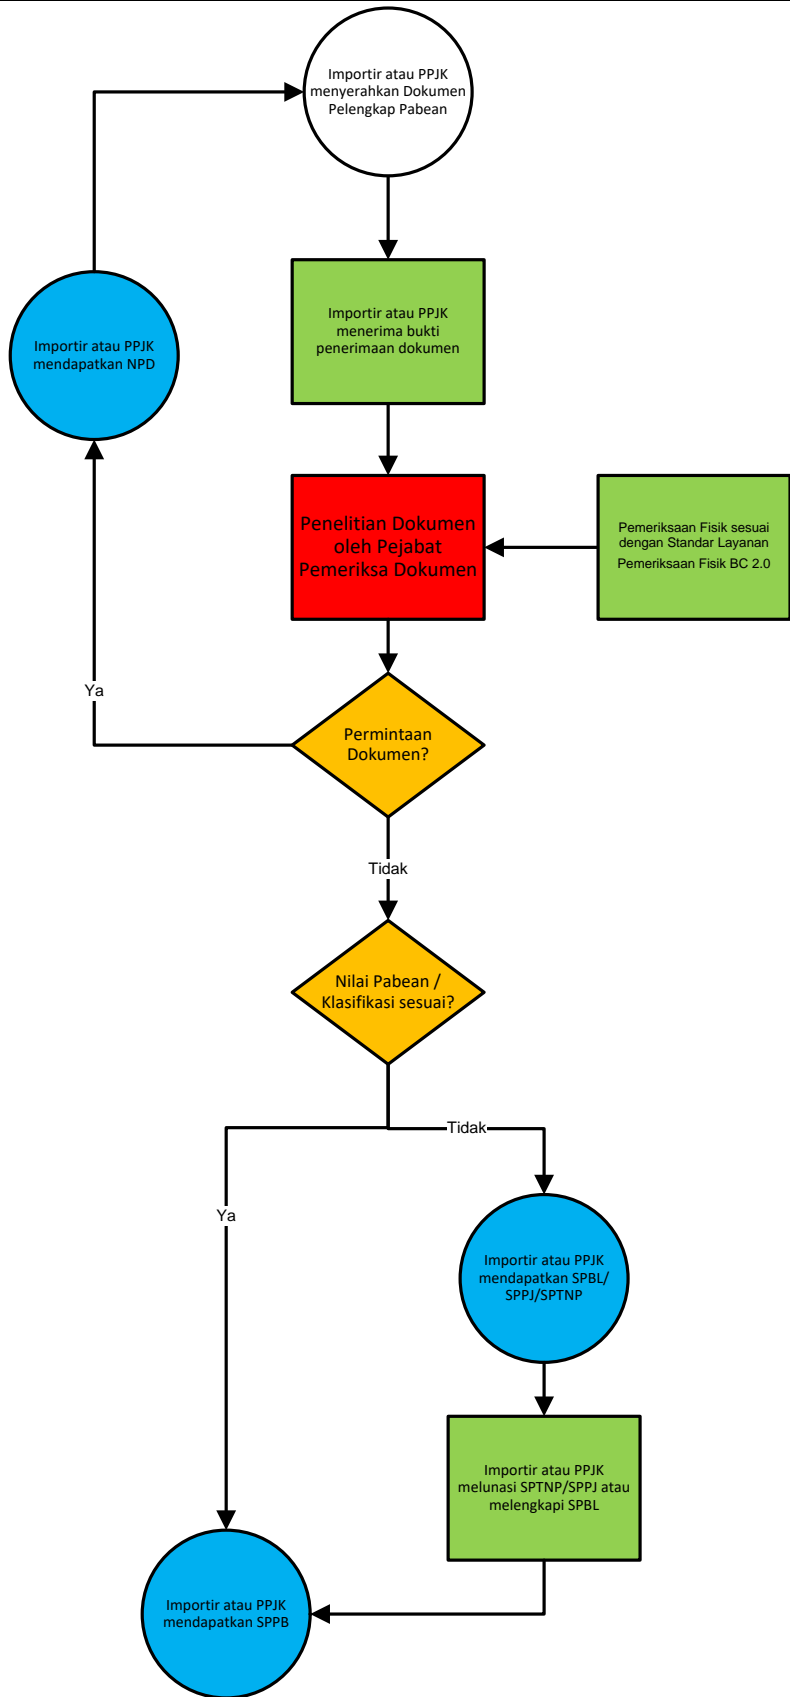 Importir atau PPJK
menyerahkan Dokumen
Pelengkap Pabean
Importir atau PPJK
mendapatkan NPD
Importir atau PPJK
menerima bukti
penerimaan dokumen
Penelitian Dokumen
oleh Pejabat
Pemeriksa Dokumen
Pemeriksaan Fisik sesuai
dengan Standar Layanan
Pemeriksaan Fisik BC 2.0
Ya
Permintaan
Dokumen?
Tidak
Nilai Pabean /
Klasifikasi sesuai?
Tidak
Ya
Importir atau PPJK
mendapatkan SPBL/
SPPJ/SPTNP
Importir atau PPJK
melunasi SPTNP/SPPJ atau
melengkapi SPBL
Importir atau PPJK
mendapatkan SPPB